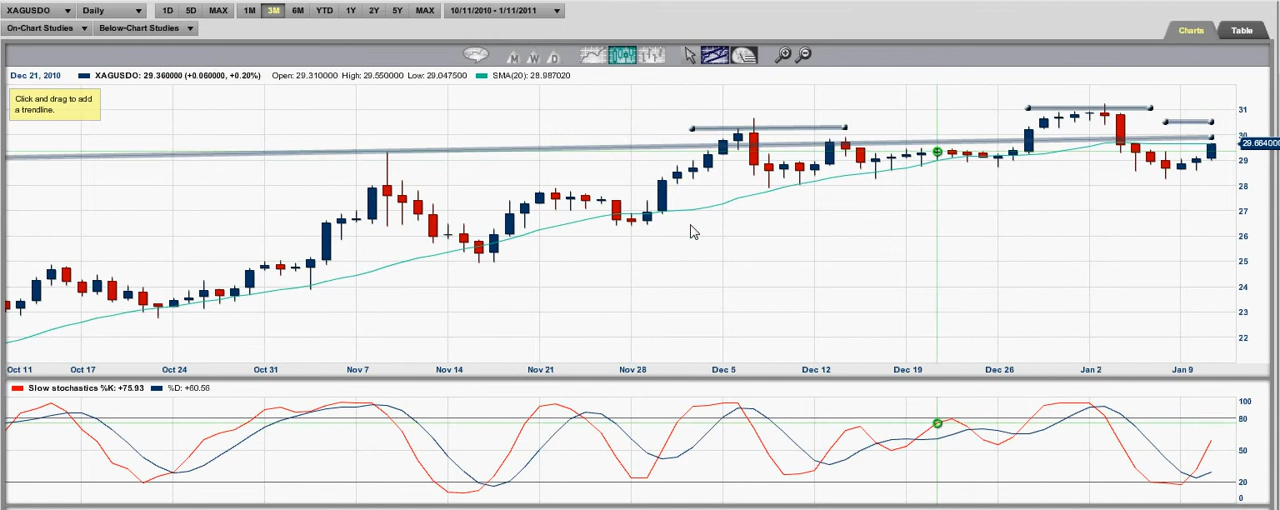 XAGUSDO Daily 1D 5D MAX 1M 3M 6M YTD 1Y 2Y 5Y MAX 10/11/2010 - 1/11/2011
On-Chart Studies Below-Chart Studies
Charts Table
M W D
Dec 21, 2010 XAGUSDO: 29.360000 (+0.060000, +0.20%) Open: 29.310000 High: 29.550000 Low: 29.047500 SMA(20): 28.987020
Click and drag to add
a trendline.
31
30
29.664000
29
28
27
26
25
24
23
22
Oct 11 Oct 17 Oct 24 Oct 31 Nov 7 Nov 14 Nov 21 Nov 28 Dec 5 Dec 12 Dec 19 Dec 26 Jan 2 Jan 9
Slow stochastics %K: +75.93 %D: +60.56
100
80
50
20
0